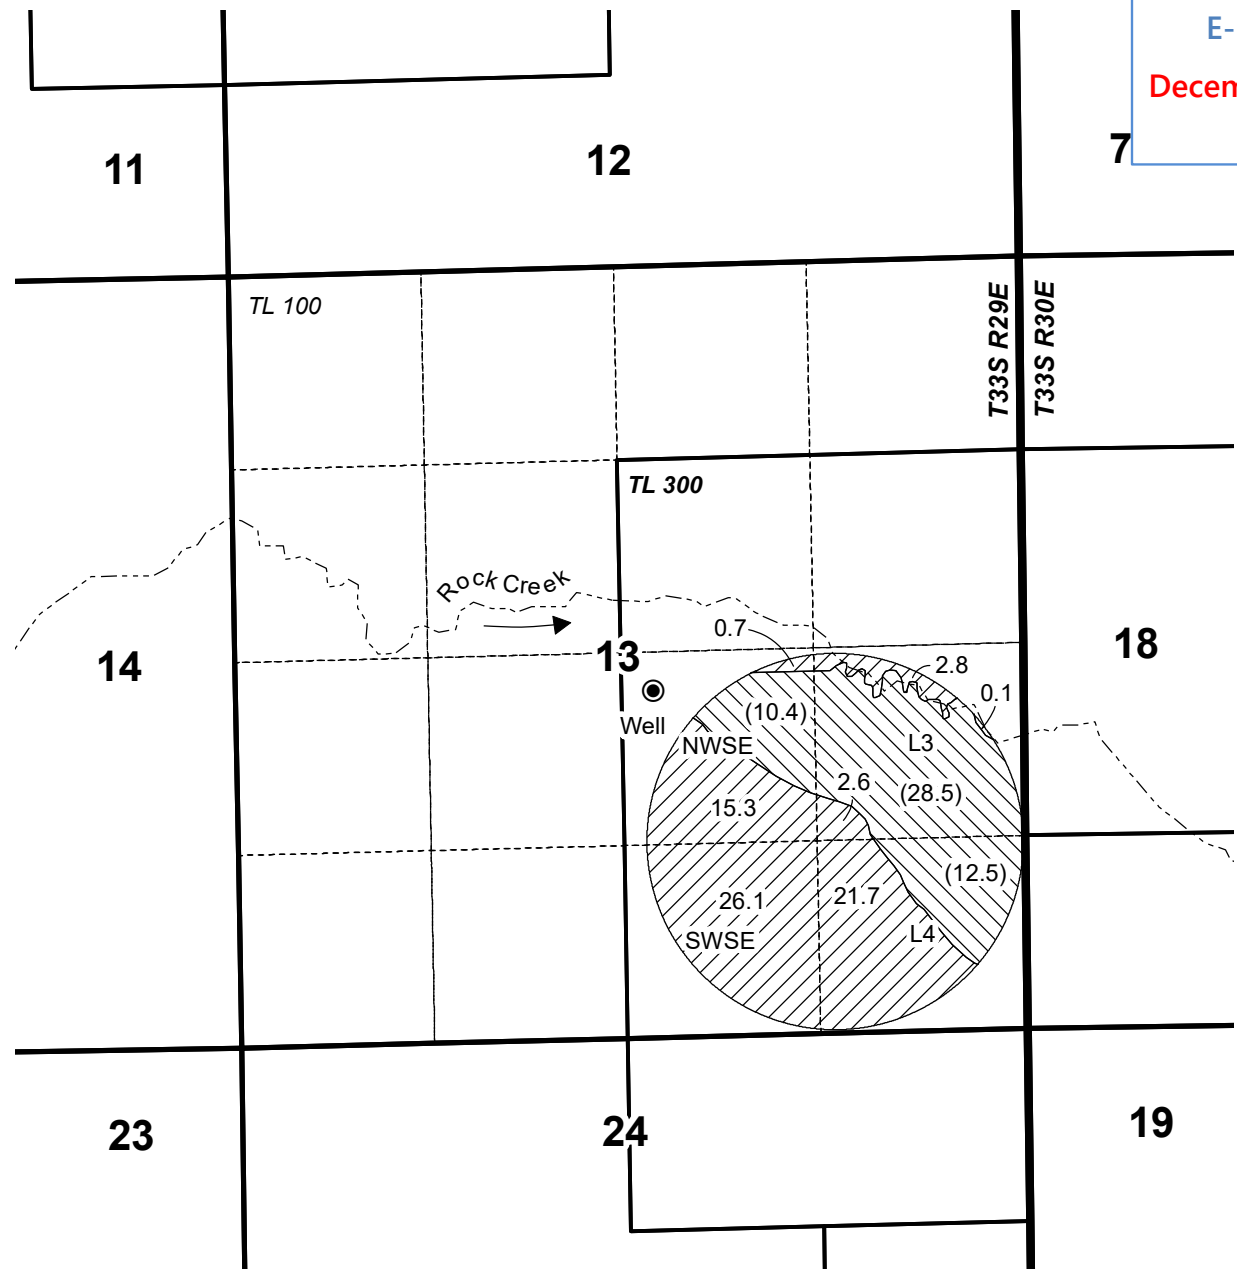 E-
Decem
11
12
7
TL 100
T33S R29E
T33S R30E
TL 300
Rock Creek
14
13
18
0.7
2.8
0.1
Well
(10.4)
NWSE
L3
2.6
(28.5)
15.3
(12.5)
26.1
21.7
SWSE
L4
23
24
19